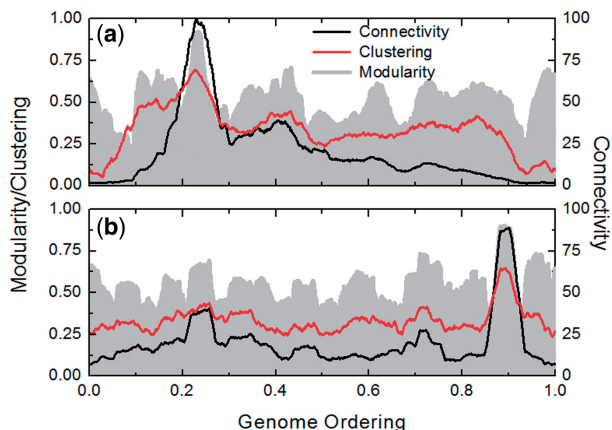 1.00
0.75
0.50
0.25
0.00
(a)
Connectivity
Clustering
Modularity
100
75
50
25
0
1.00
0.75
0.50
0.25
0.00
(b)
100
75
50
25
0
0.0 0.2 0.4 0.6 0.8 1.0
Genome Ordering
Modularity/Clustering
Connectivity